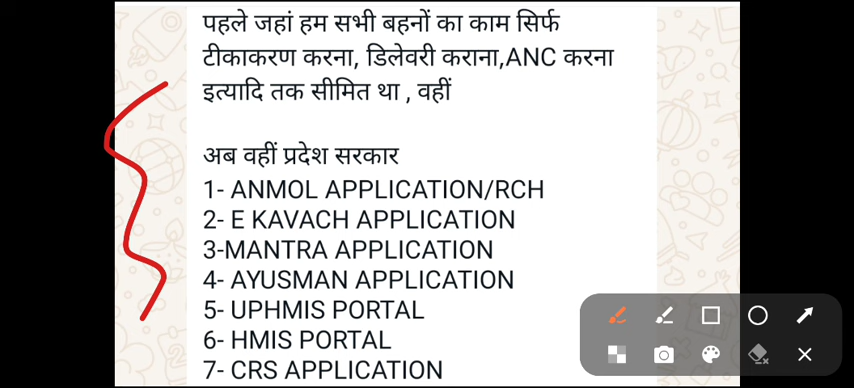 पहले जहां हम सभी बहनों का काम सिर्फ
टीकाकरण करना, डिलेवरी कराना,ANC करना
इत्यादि तक सीमित था , वहीं
अब वहीं प्रदेश सरकार
1- ANMOL APPLICATION/RCH
2- E KAVACH APPLICATION
3-MANTRA APPLICATION
4- AYUSMAN APPLICATION
5- UPHMIS PORTAL
6- HMIS PORTAL
7- CRS APPLICATION